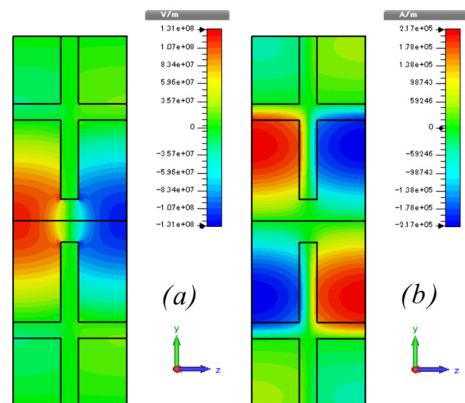 V/m
1.31e+08
1.07e+08
8.34e+07
5.96e+07
3.57e+07
0
-3.57e+07
-5.96e+07
-8.34e+07
-1.07e+08
-1.31e+08
(a)
y
z
A/m
2.17e+05
1.78e+05
1.38e+05
98743
59246
0
-59246
-98743
-1.38e+05
-1.78e+05
-2.17e+05
(b)
y
z